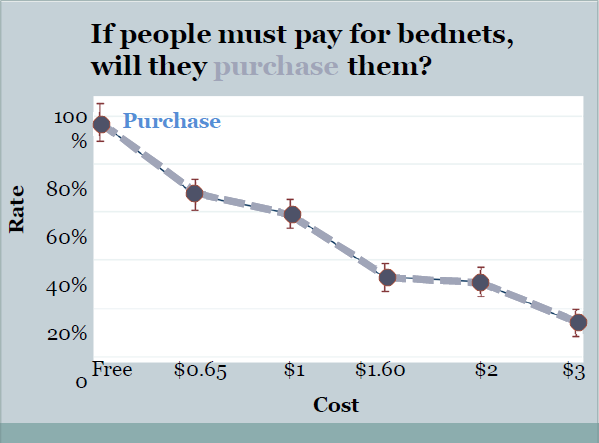 If people must pay for bednets,
will they purchase them?
Purchase
100
%
80%
60%
40%
20%
0
Rate
Free $0.65 $1 $1.60 $2 $3
Cost